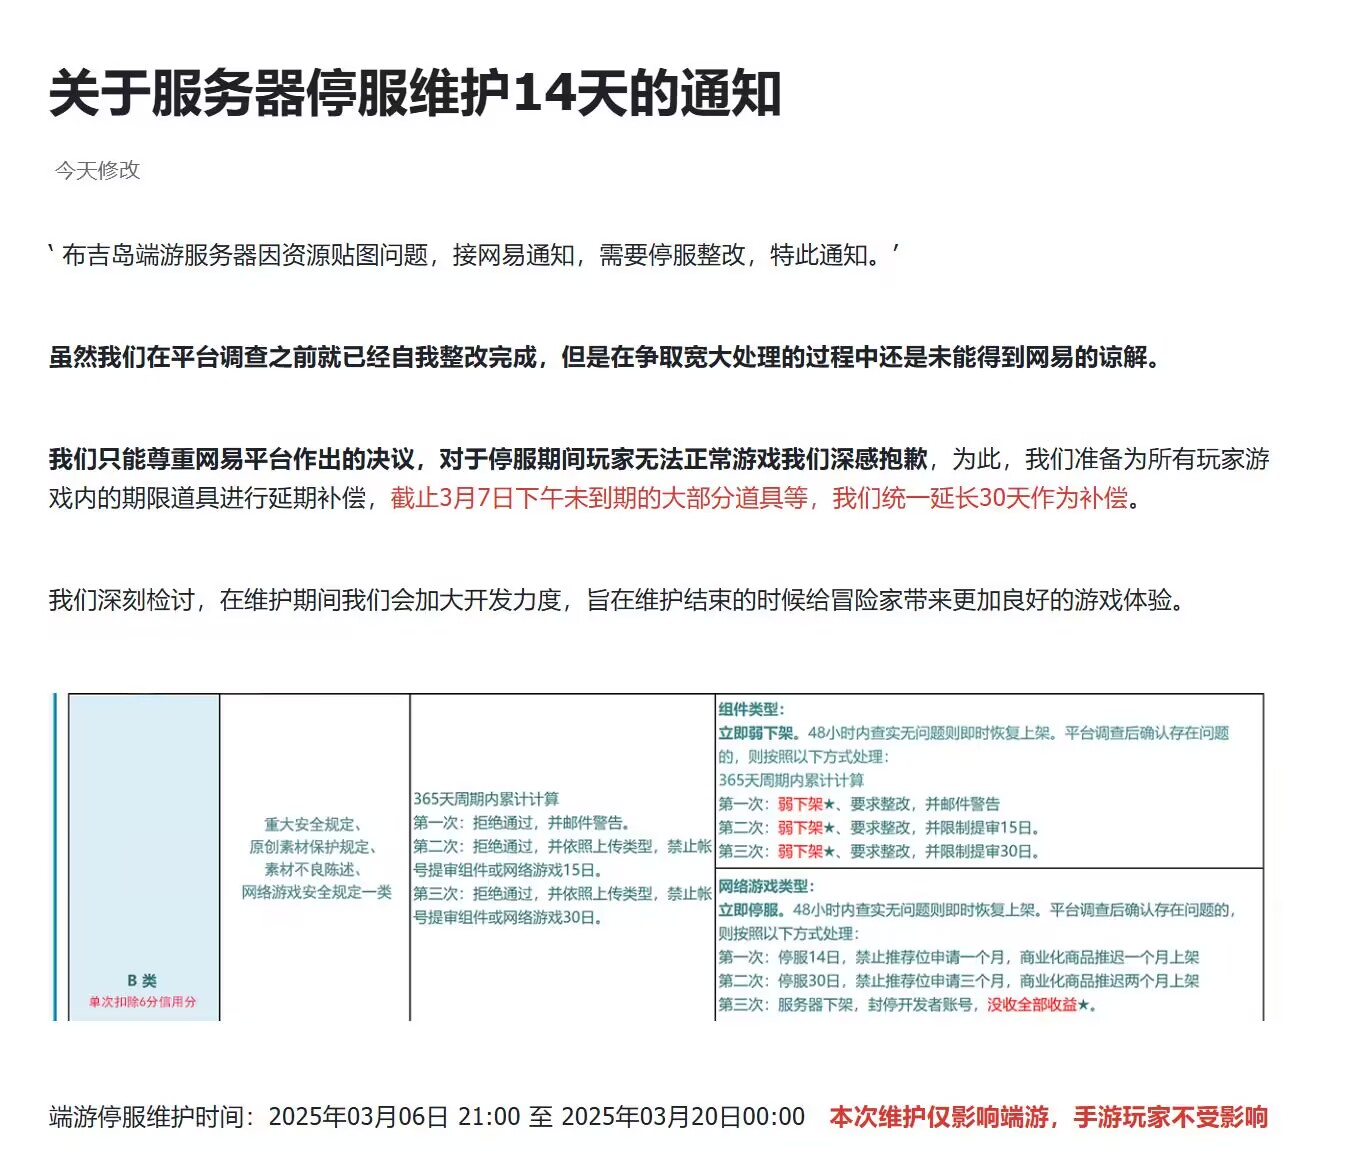 关于服务器停服维护14天的通知
今天修改
‘ 布吉岛端游服务器因资源贴图问题，接网易通知，需要停服整改，特此通知。’
虽然我们在平台调查之前就已经自我整改完成，但是在争取宽大处理的过程中还是未能得到网易的谅解。
我们只能尊重网易平台作出的决议，对于停服期间玩家无法正常游戏我们深感抱歉，为此，我们准备为所有玩家游
戏内的期限道具进行延期补偿，截止3月7日下午未到期的大部分道具等，我们统一延长30天作为补偿。
我们深刻检讨，在维护期间我们会加大开发力度，旨在维护结束的时候给冒险家带来更加良好的游戏体验。
B 类
单次扣除6分信用分
重大安全规定、
原创素材保护规定、
素材不良陈述、
网络游戏安全规定一类
365天周期内累计计算
第一次：拒绝通过，并邮件警告。
第二次：拒绝通过，并依照上传类型，禁止帐
号提审组件或网络游戏15日。
第三次：拒绝通过，并依照上传类型，禁止帐
号提审组件或网络游戏30日。
组件类型：
立即弱下架。48小时内查实无问题则即时恢复上架。平台调查后确认存在问题
的，则按照以下方式处理：
365天周期内累计计算
第一次：弱下架★、要求整改，并邮件警告
第二次：弱下架★、要求整改，并限制提审15日。
第三次：弱下架★、要求整改，并限制提审30日。
网络游戏类型：
立即停服。48小时内查实无问题则即时恢复上架。平台调查后确认存在问题的，
则按照以下方式处理：
第一次：停服14日，禁止推荐位申请一个月，商业化商品推迟一个月上架
第二次：停服30日，禁止推荐位申请三个月，商业化商品推迟两个月上架
第三次：服务器下架，封停开发者账号，没收全部收益★。
端游停服维护时间：2025年03月06日 21:00 至 2025年03月20日00:00 本次维护仅影响端游，手游玩家不受影响